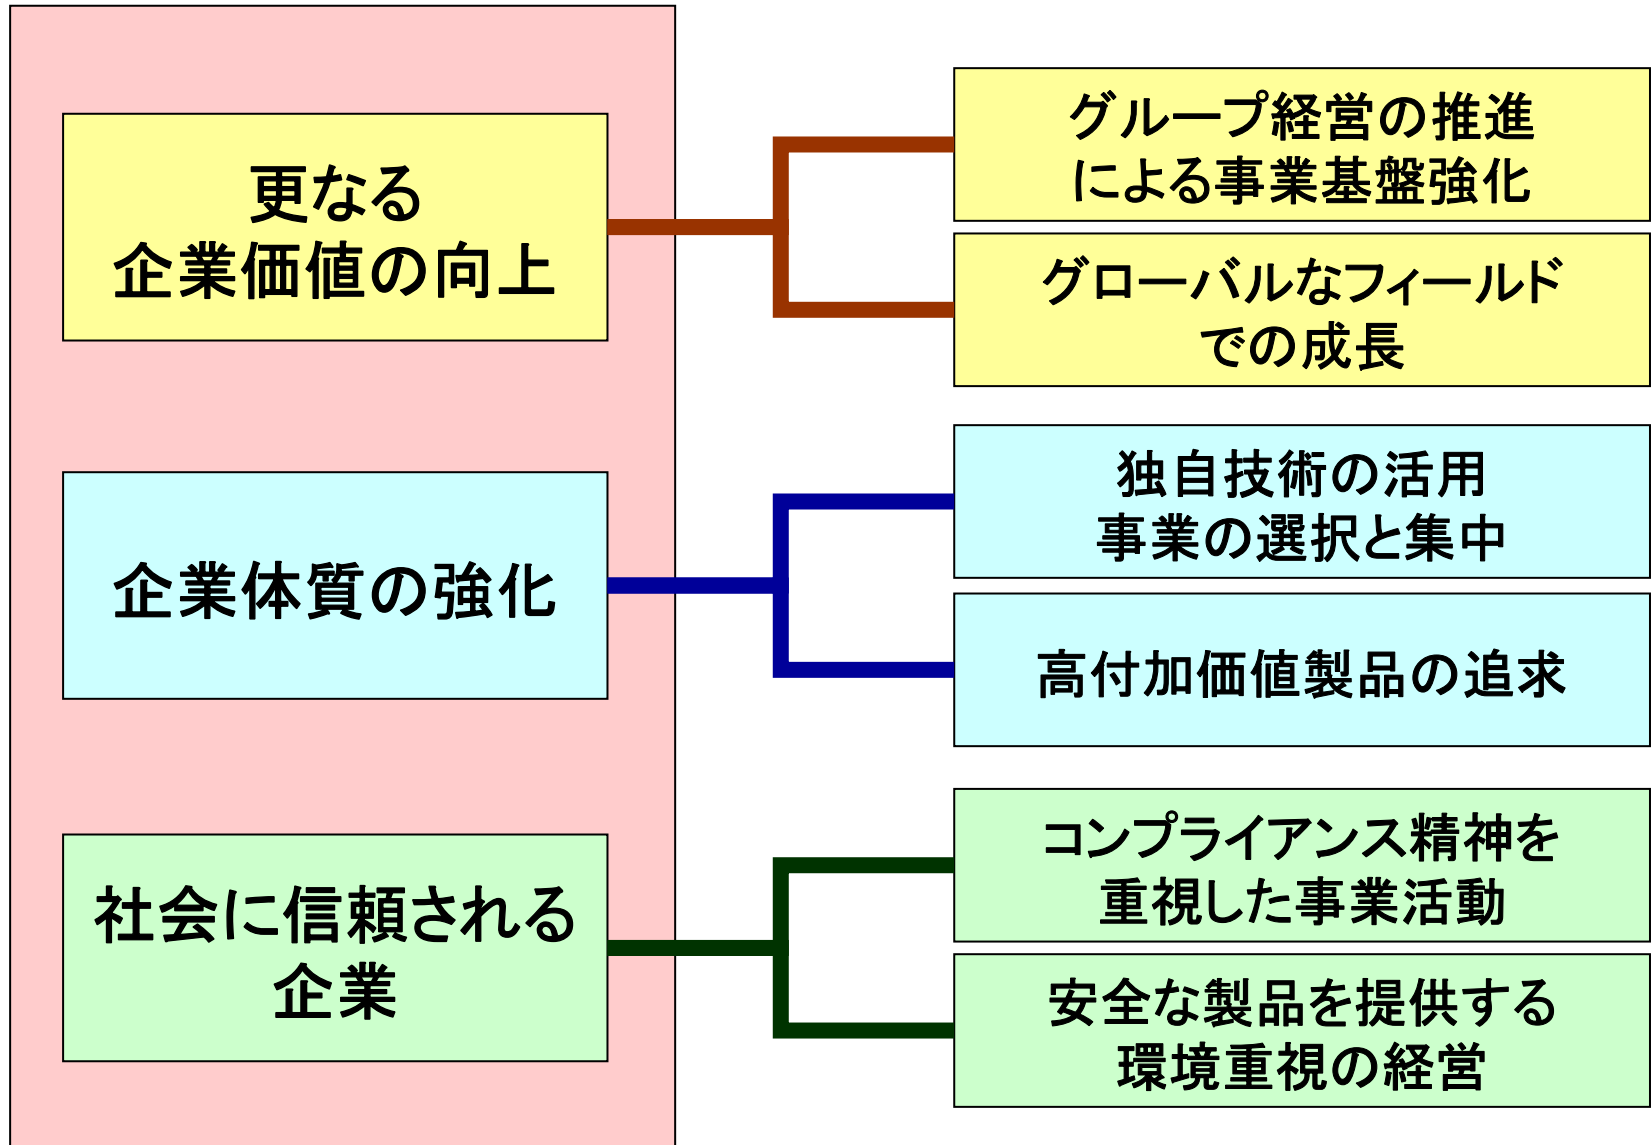 更なる
企業価値の向上
グループ経営の推進
による事業基盤強化
グローバルなフィールド
での成長
企業体質の強化
独自技術の活用
事業の選択と集中
高付加価値製品の追求
社会に信頼される
企業
コンプライアンス精神を
重視した事業活動
安全な製品を提供する
環境重視の経営